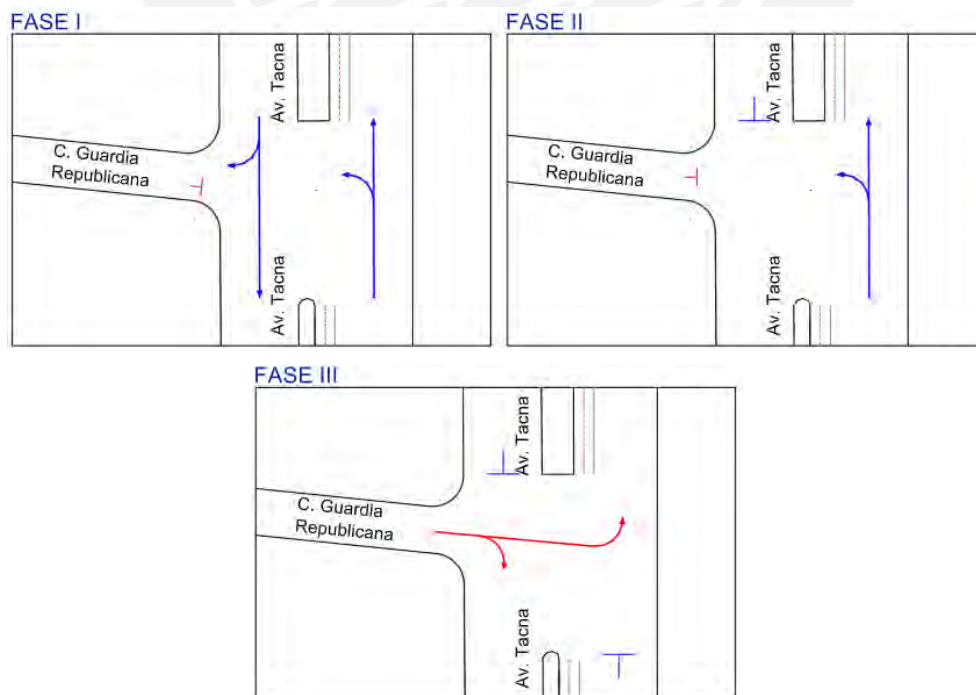 FASE I
Av. Tacna
C. Guardia
Republicana
Av. Tacna
FASE II
Av. Tacna
C. Guardia
Republicana
Av. Tacna
FASE III
Av. Tacna
C. Guardia
Republicana
Av. Tacna